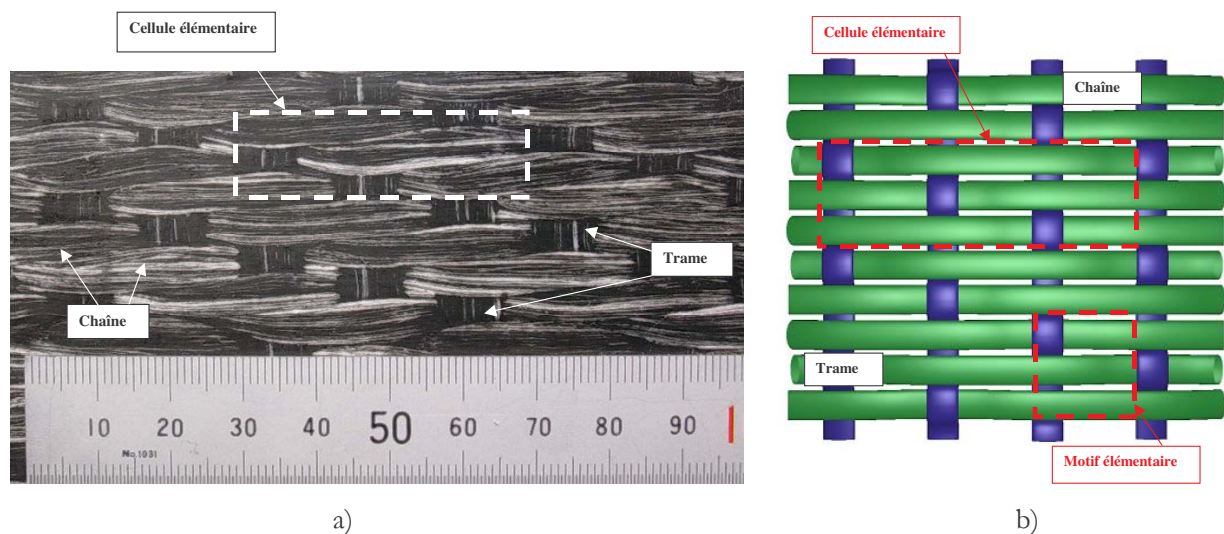 Cellule élémentaire
Trame
Chaîne
10 20 30 40 50 60 70 80 90
No.1031
a)
Cellule élémentaire
Chaîne
Trame
Motif élémentaire
b)